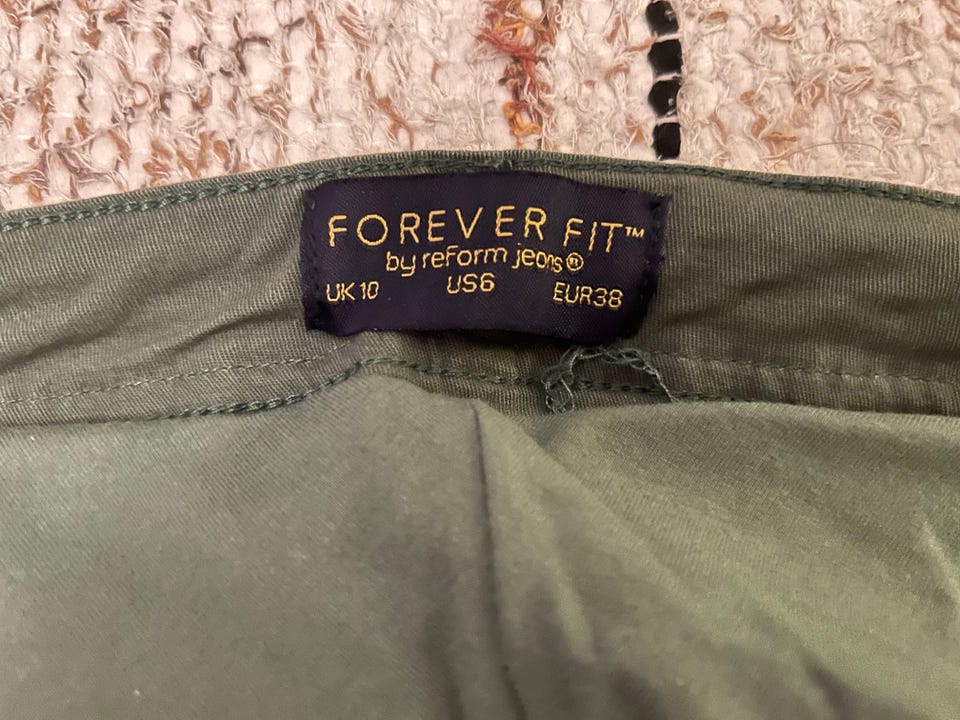 FOREVER FIT™
by reform jeans®
UK 10 US6 EUR38